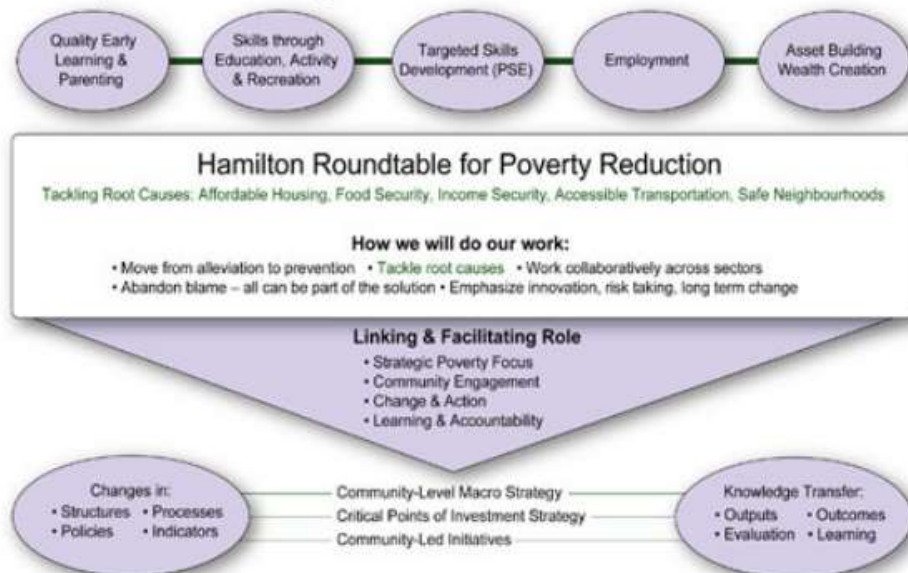 Quality Early
Learning &
Parenting
Skills through
Education, Activity
& Recreation
Targeted Skills
Development (PSE)
Employment
Asset Building
Wealth Creation
Hamilton Roundtable for Poverty Reduction
Tackling Root Causes: Affordable Housing, Food Security, Income Security, Accessible Transportation, Safe Neighbourhoods
How we will do our work:
• Move from alleviation to prevention • Tackle root causes • Work collaboratively across sectors
• Abandon blame – all can be part of the solution • Emphasize innovation, risk taking, long term change
Linking & Facilitating Role
• Strategic Poverty Focus
• Community Engagement
• Change & Action
• Learning & Accountability
Changes in:
• Structures • Processes
• Policies • Indicators
Community-Level Macro Strategy
Critical Points of Investment Strategy
Community-Led Initiatives
Knowledge Transfer:
• Outputs • Outcomes
• Evaluation • Learning